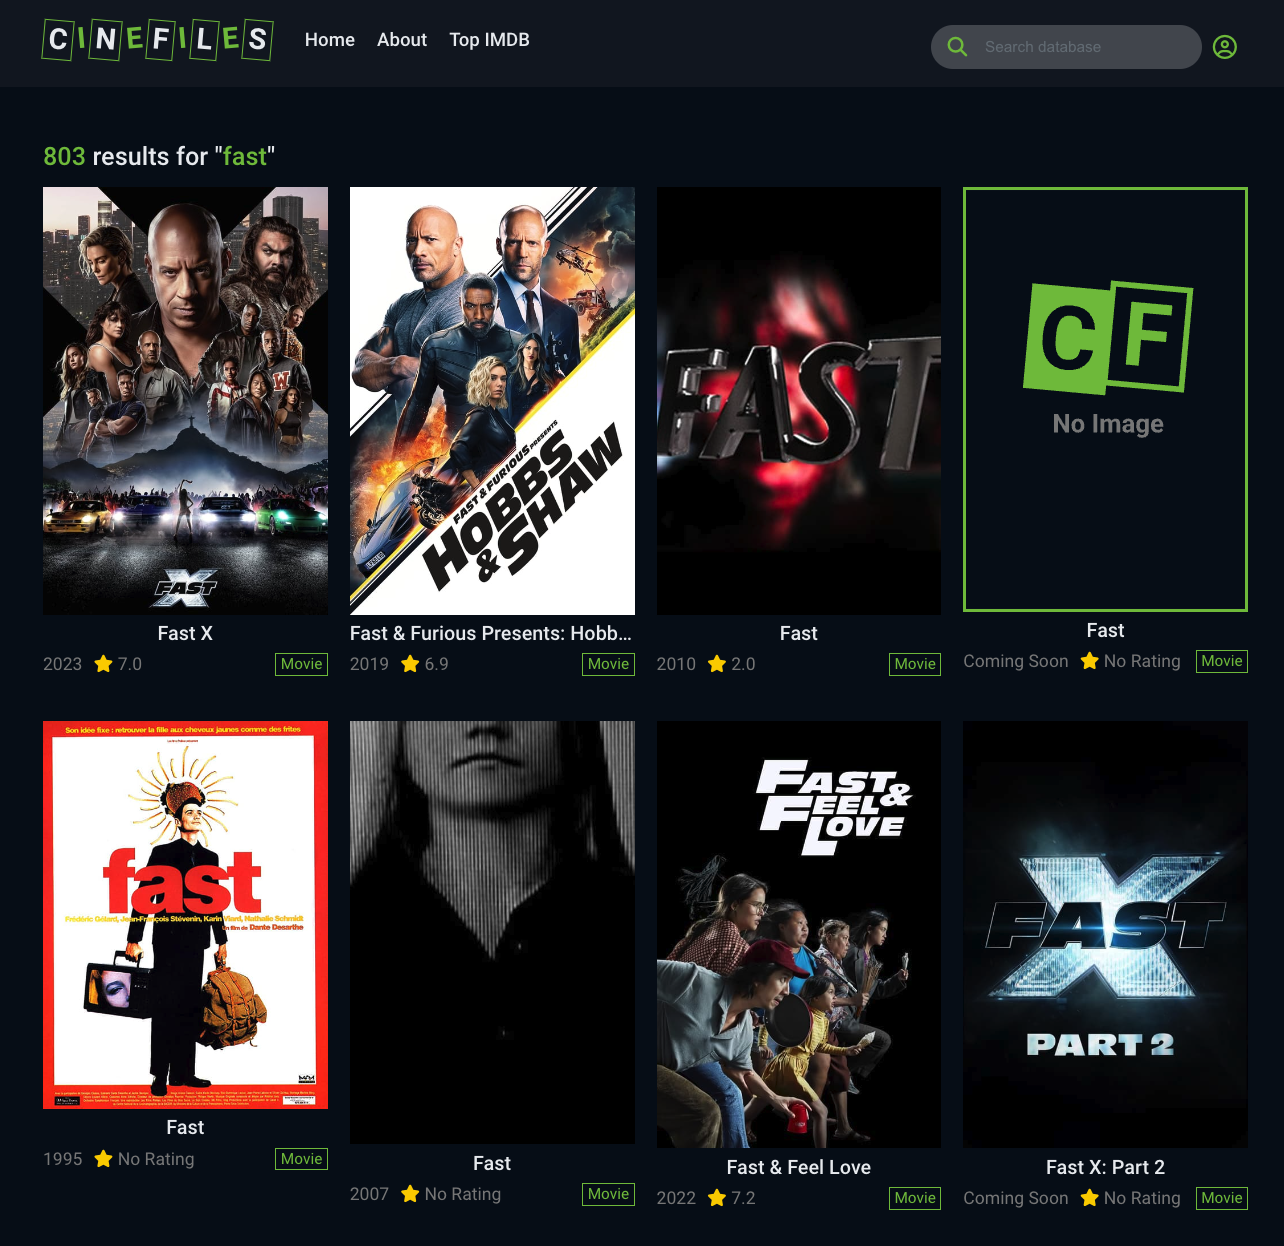 CINEFILES
Home About Top IMDB
Search database
803 results for "fast"
FAST X
Fast X
2023 7.0 Movie
FAST & FURIOUS PRESENTS
HOBBS
& SHAW
Fast & Furious Presents: Hobb...
2019 6.9 Movie
FAST
Fast
2010 2.0 Movie
CF
No Image
Fast
Coming Soon No Rating Movie
Son idée fixe : retrouver la fille aux cheveux jaunes comme des frites
fast
Frédéric Gélard, Jean-François Stévenin, Karin Viard, Nathalie Schmidt
un film de Dante Desarthe
Fast
1995 No Rating Movie
Fast
2007 No Rating Movie
FAST &
FEEL
LOVE
Fast & Feel Love
2022 7.2 Movie
FAST X
PART 2
Fast X: Part 2
Coming Soon No Rating Movie